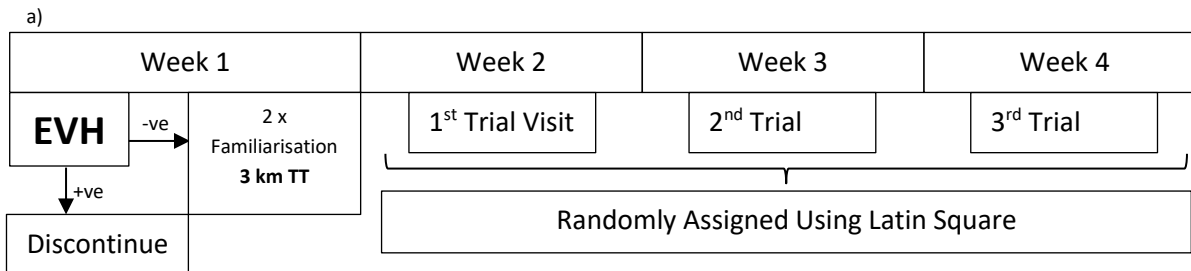 a)
Week 1
Week 2
Week 3
Week 4
EVH
-ve
2 x
Familiarisation
3 km TT
1st Trial Visit
2nd Trial
3rd Trial
+ve
Discontinue
Randomly Assigned Using Latin Square